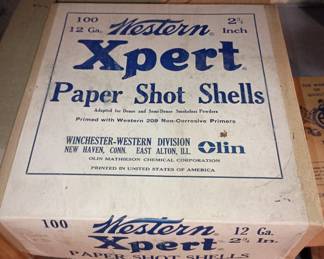 100 Western 2¾
12 Ga. Inch
Xpert
Paper Shot Shells
Adapted for Dense and Semi-Dense Smokeless Powders
Primed with Western 209 Non-Corrosive Primers
WINCHESTER-WESTERN DIVISION
NEW HAVEN, CONN. EAST ALTON, ILL. Olin
OLIN MATHIESON CHEMICAL CORPORATION
PRINTED IN UNITED STATES OF AMERICA
100 Western 12 Ga.
Xpert 2¾ In.
PAPER SHOT SHELLS